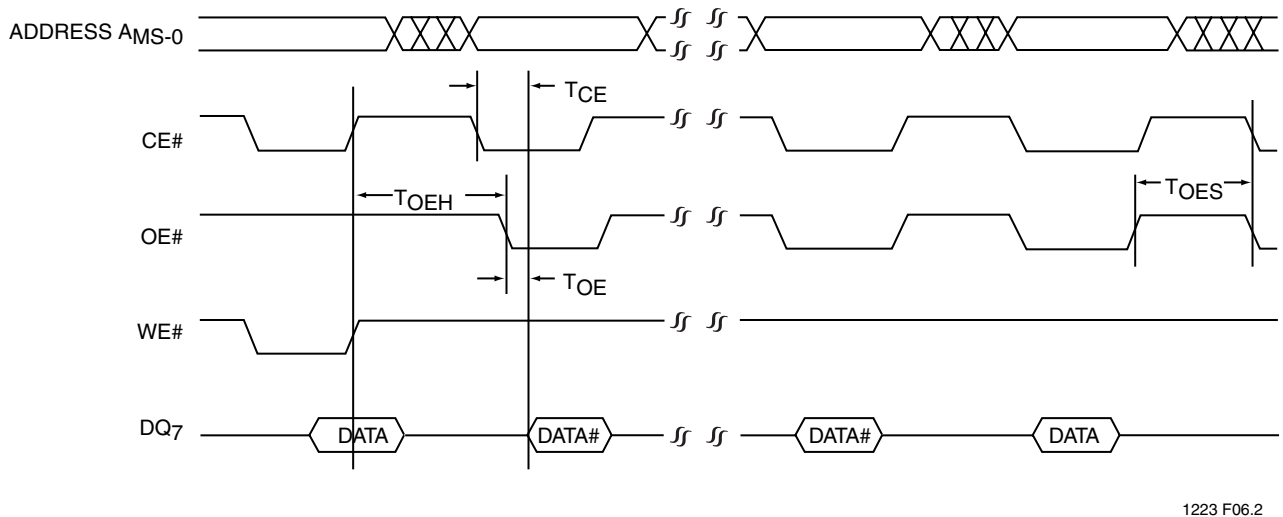 ADDRESS AMS-0
TCE
CE#
TOEH
TOES
OE#
TOE
WE#
DQ7
DATA
DATA#
DATA#
DATA
1223 F06.2